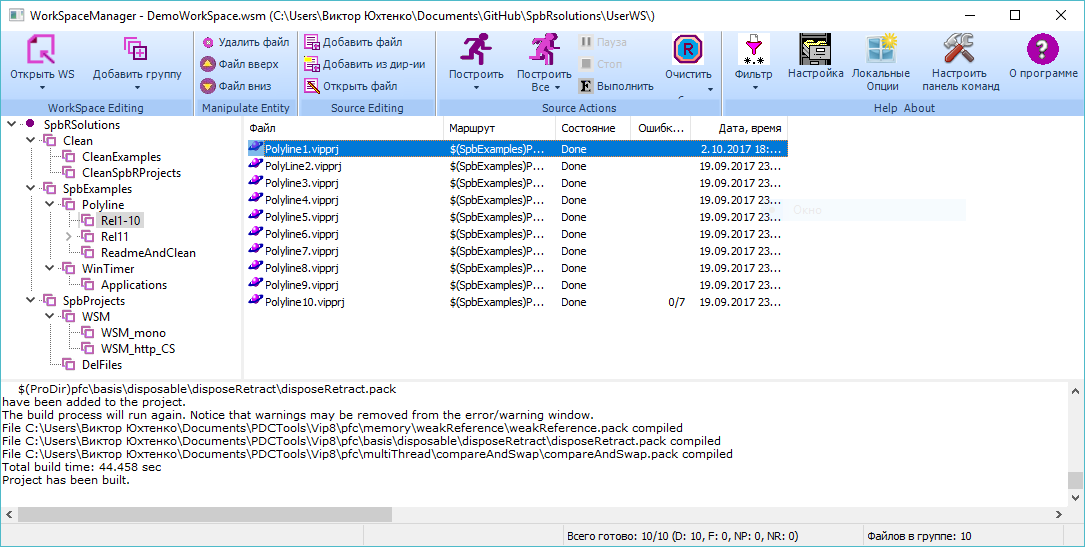 WorkSpaceManager - DemoWorkSpace.wsm (C:\Users\Виктор Юхтенко\Documents\GitHub\SpbRsolutions\UserWS\)
Открыть WS
Добавить группу
WorkSpace Editing
Удалить файл
Файл вверх
Файл вниз
Manipulate Entity
Добавить файл
Добавить из дир-ии
Открыть файл
Source Editing
Построить
Построить
Все
Пауза
Стоп
Выполнить
Очистить
Source Actions
Фильтр
Настройка
Локальные
Опции
Настроить
панель команд
О программе
Help About
SpbRSolutions
Clean
CleanExamples
CleanSpbRProjects
SpbExamples
Polyline
Rel1-10
Rel11
ReadmeAndClean
WinTimer
Applications
SpbProjects
WSM
WSM_mono
WSM_http_CS
DelFiles
Файл Маршрут Состояние Ошибк... Дата, время
Polyline1.vipprj $(SpbExamples)P... Done 2.10.2017 18:...
PolyLine2.vipprj $(SpbExamples)P... Done 19.09.2017 23...
Polyline3.vipprj $(SpbExamples)P... Done 19.09.2017 23...
Polyline4.vipprj $(SpbExamples)P... Done 19.09.2017 23...
Polyline5.vipprj $(SpbExamples)P... Done 19.09.2017 23...
Polyline6.vipprj $(SpbExamples)P... Done 19.09.2017 23...
Polyline7.vipprj $(SpbExamples)P... Done 19.09.2017 23...
Polyline8.vipprj $(SpbExamples)P... Done 19.09.2017 23...
Polyline9.vipprj $(SpbExamples)P... Done 19.09.2017 23...
Polyline10.vipprj $(SpbExamples)P... Done 0/7 19.09.2017 23...
Окно
$(ProDir)pfc\basis\disposable\disposeRetract\disposeRetract.pack
have been added to the project.
The build process will run again. Notice that warnings may be removed from the error/warning window.
File C:\Users\Виктор Юхтенко\Documents\PDCTools\Vip8\pfc\memory\weakReference\weakReference.pack compiled
File C:\Users\Виктор Юхтенко\Documents\PDCTools\Vip8\pfc\basis\disposable\disposeRetract\disposeRetract.pack compiled
File C:\Users\Виктор Юхтенко\Documents\PDCTools\Vip8\pfc\multiThread\compareAndSwap\compareAndSwap.pack compiled
Total build time: 44.458 sec
Project has been built.
Всего готово: 10/10 (D: 10, F: 0, NP: 0, NR: 0)
Файлов в группе: 10